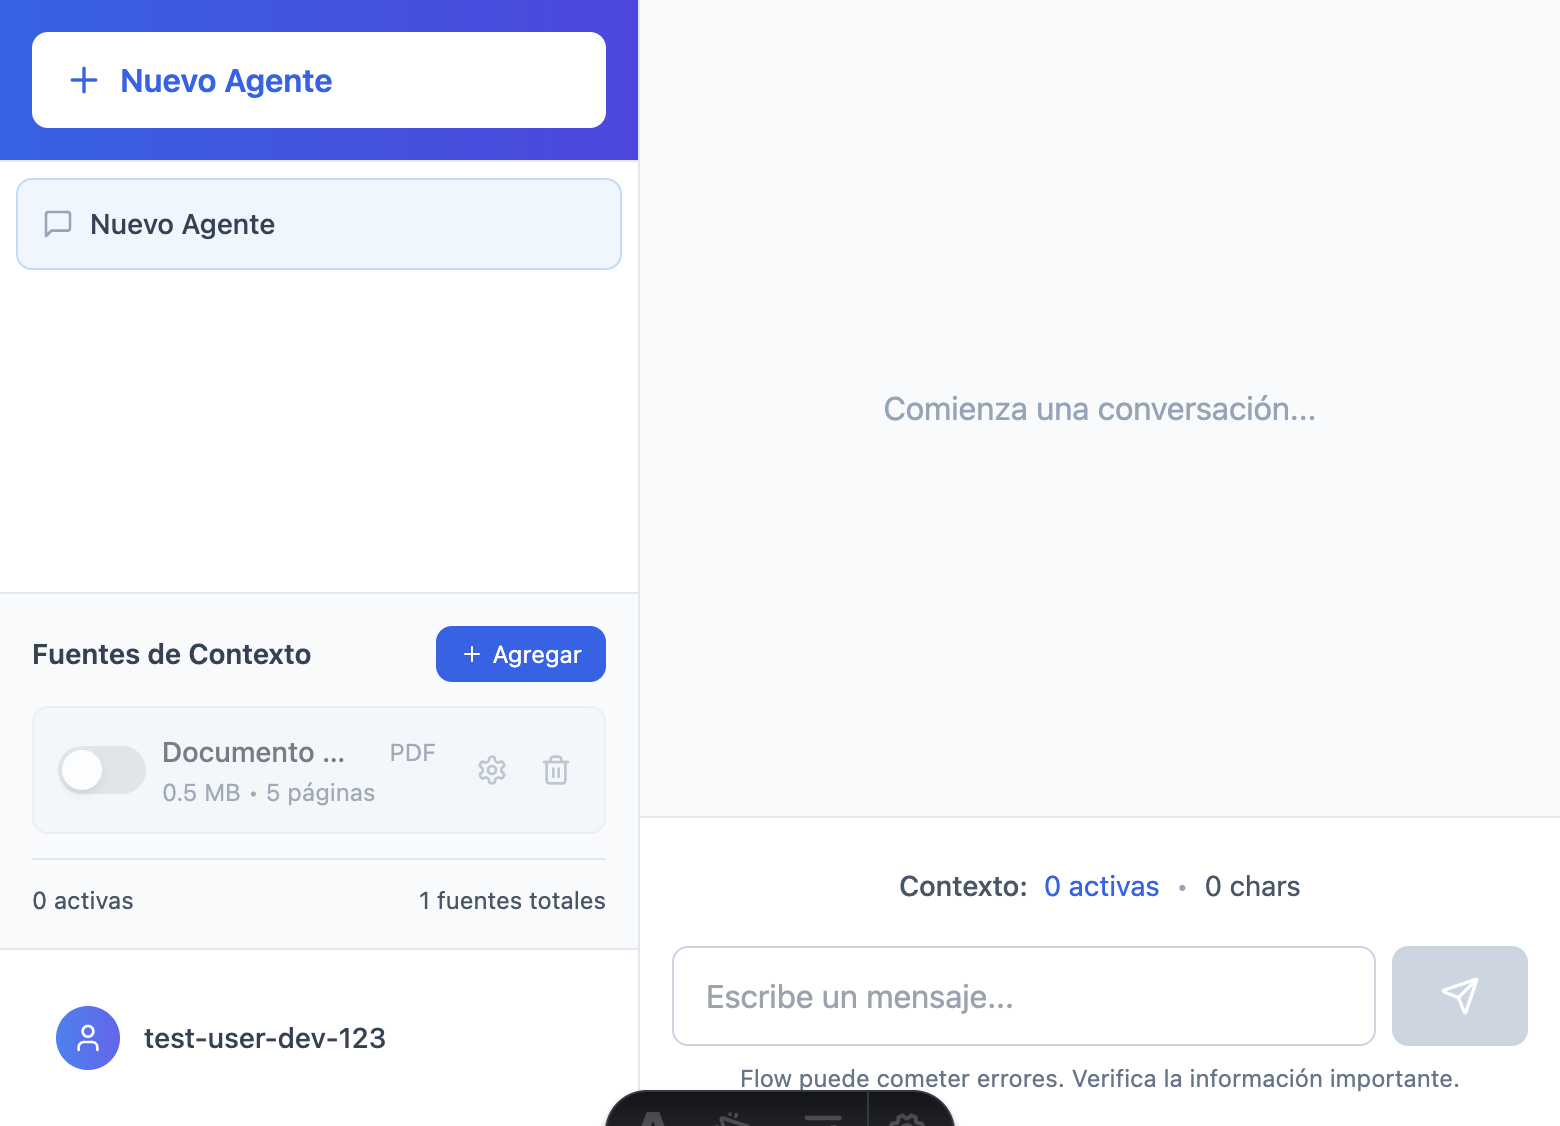 Nuevo Agente
Nuevo Agente
Fuentes de Contexto
Agregar
Documento ... PDF
0.5 MB • 5 páginas
0 activas
1 fuentes totales
test-user-dev-123
Comienza una conversación...
Contexto: 0 activas • 0 chars
Escribe un mensaje...
Flow puede cometer errores. Verifica la información importante.